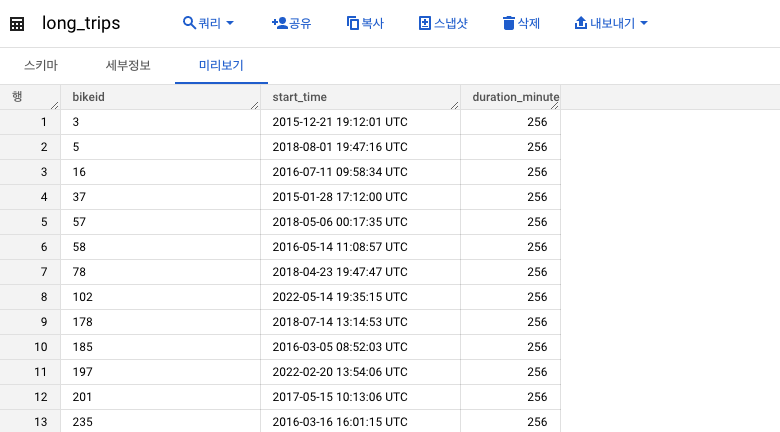 long_trips 쿼리 공유 복사 스냅샷 삭제 내보내기
스키마 세부정보 미리보기
행 bikeid start_time duration_minute
1 3 2015-12-21 19:12:01 UTC 256
2 5 2018-08-01 19:47:16 UTC 256
3 16 2016-07-11 09:58:34 UTC 256
4 37 2015-01-28 17:12:00 UTC 256
5 57 2018-05-06 00:17:35 UTC 256
6 58 2016-05-14 11:08:57 UTC 256
7 78 2018-04-23 19:47:47 UTC 256
8 102 2022-05-14 19:35:15 UTC 256
9 178 2018-07-14 13:14:53 UTC 256
10 185 2016-03-05 08:52:03 UTC 256
11 197 2022-02-20 13:54:06 UTC 256
12 201 2017-05-15 10:13:06 UTC 256
13 235 2016-03-16 16:01:15 UTC 256